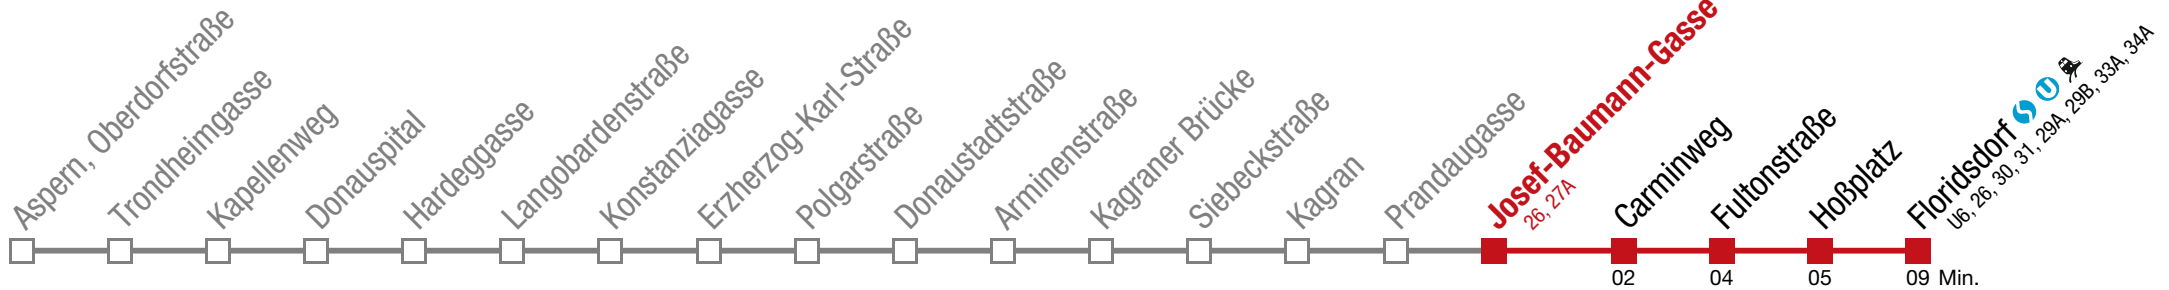 Aspern, Oberdorfstraße
Trondheimgasse
Kapellenweg
Donauspital
Hardeggasse
Langobardenstraße
Konstanziagasse
Erzherzog-Karl-Straße
Polgarstraße
Donaustadtstraße
Arminenstraße
Kagraner Brücke
Siebeckstraße
Kagran
Prandaugasse
Josef-Baumann-Gasse
26, 27A
Carminweg
Fultonstraße
Hoßplatz
Floridsdorf S U
U6, 26, 30, 31, 29A, 29B, 33A, 34A
02 04 05 09 Min.